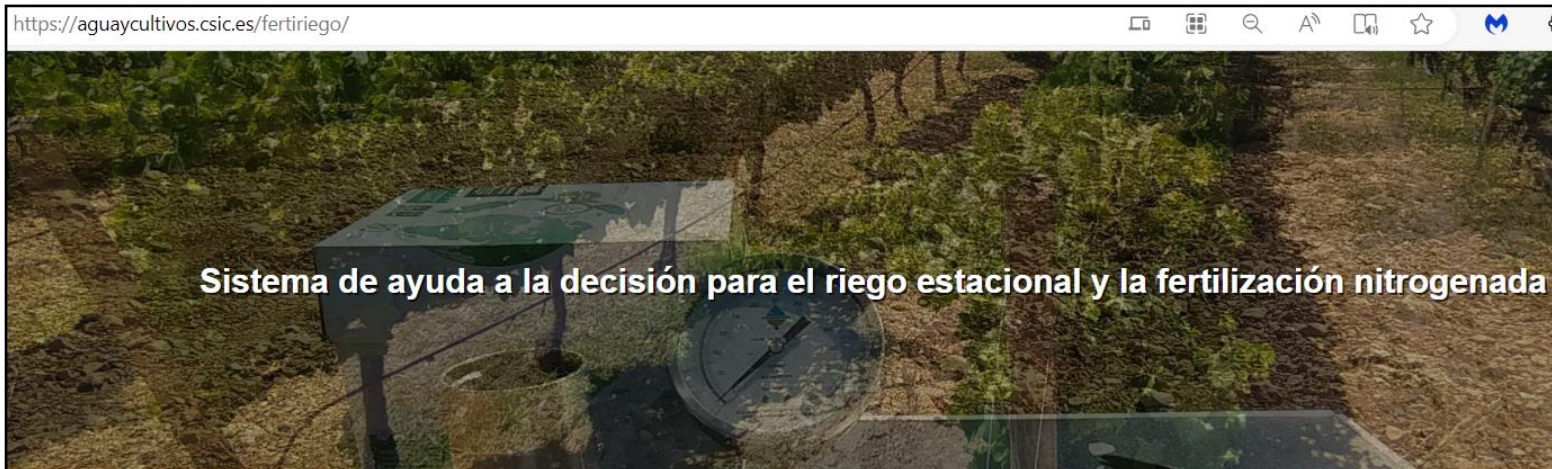 https://aguaycultivos.csic.es/fertiriego/
Sistema de ayuda a la decisión para el riego estacional y la fertilización nitrogenada